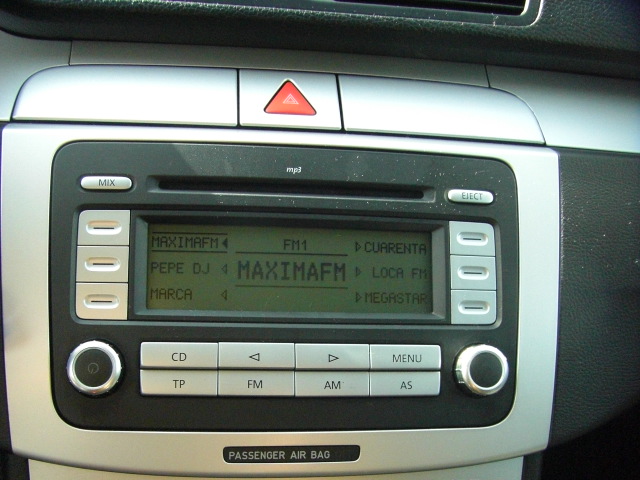 mp3
MIX
EJECT
MAXIMAFM FM1 CUARENTA
PEPE DJ MAXIMAFM LOCA FM
MARCA MEGASTAR
CD MENU
TP FM AM AS
PASSENGER AIR BAG